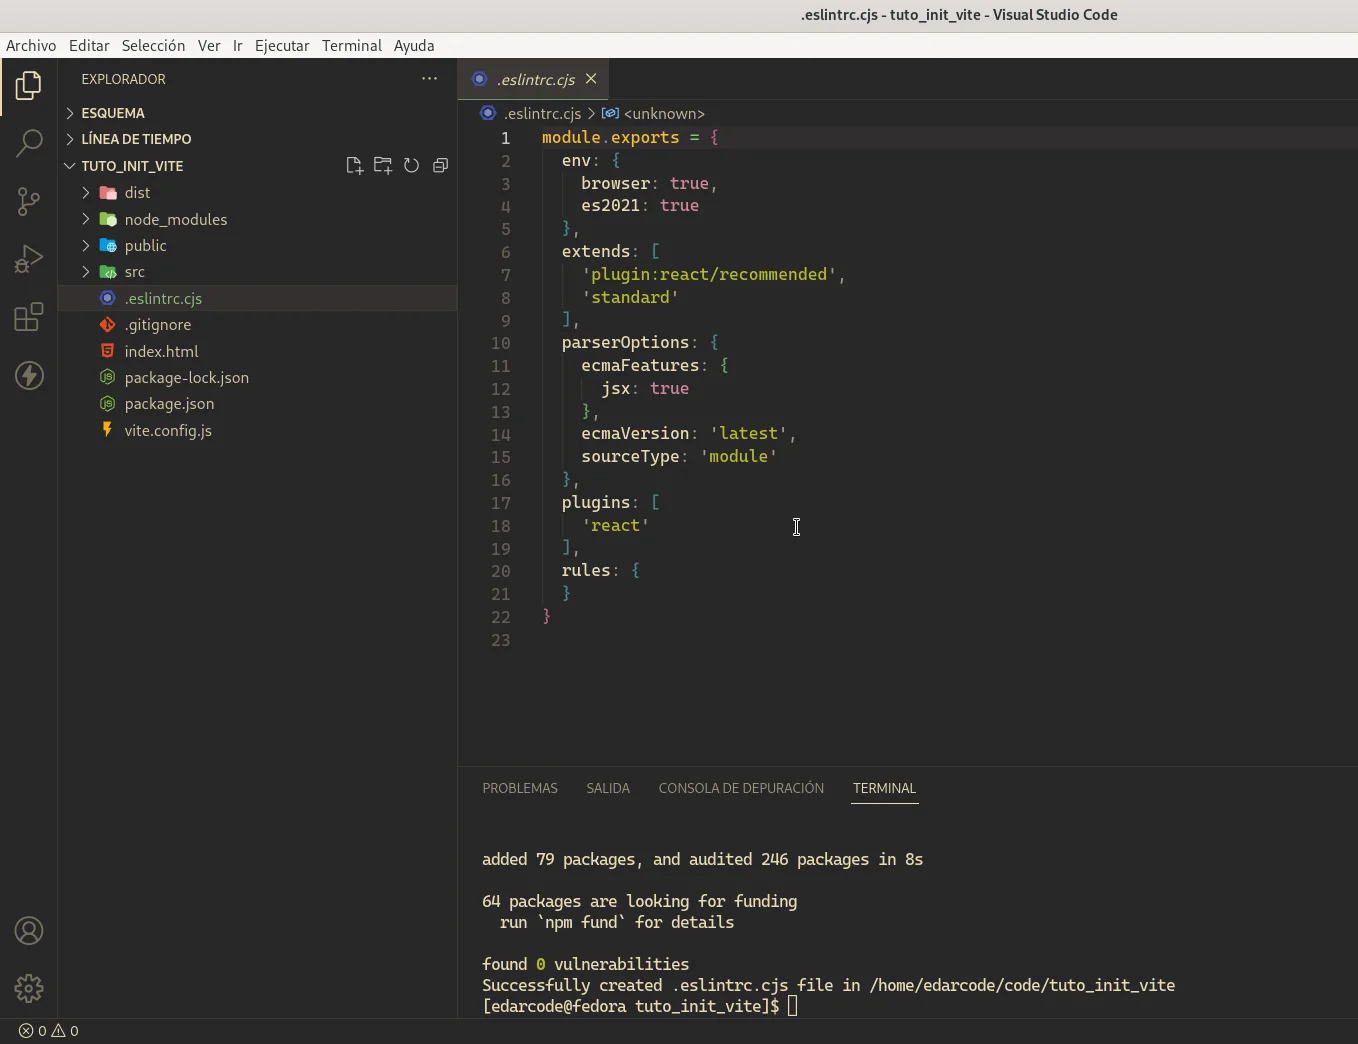 .eslintrc.cjs - tuto_init_vite - Visual Studio Code
Archivo Editar Selección Ver Ir Ejecutar Terminal Ayuda
EXPLORADOR
ESQUEMA
LÍNEA DE TIEMPO
TUTO_INIT_VITE
dist
node_modules
public
src
.eslintrc.cjs
.gitignore
index.html
package-lock.json
package.json
vite.config.js
.eslintrc.cjs
.eslintrc.cjs > <unknown>
1 module.exports = {
2   env: {
3     browser: true,
4     es2021: true
5   },
6   extends: [
7     'plugin:react/recommended',
8     'standard'
9   ],
10   parserOptions: {
11     ecmaFeatures: {
12       jsx: true
13     },
14     ecmaVersion: 'latest',
15     sourceType: 'module'
16   },
17   plugins: [
18     'react'
19   ],
20   rules: {
21   }
22 }
23
PROBLEMAS SALIDA CONSOLA DE DEPURACIÓN TERMINAL
added 79 packages, and audited 246 packages in 8s
64 packages are looking for funding
  run `npm fund` for details
found 0 vulnerabilities
Successfully created .eslintrc.cjs file in /home/edarcode/code/tuto_init_vite
[edarcode@fedora tuto_init_vite]$
0 0